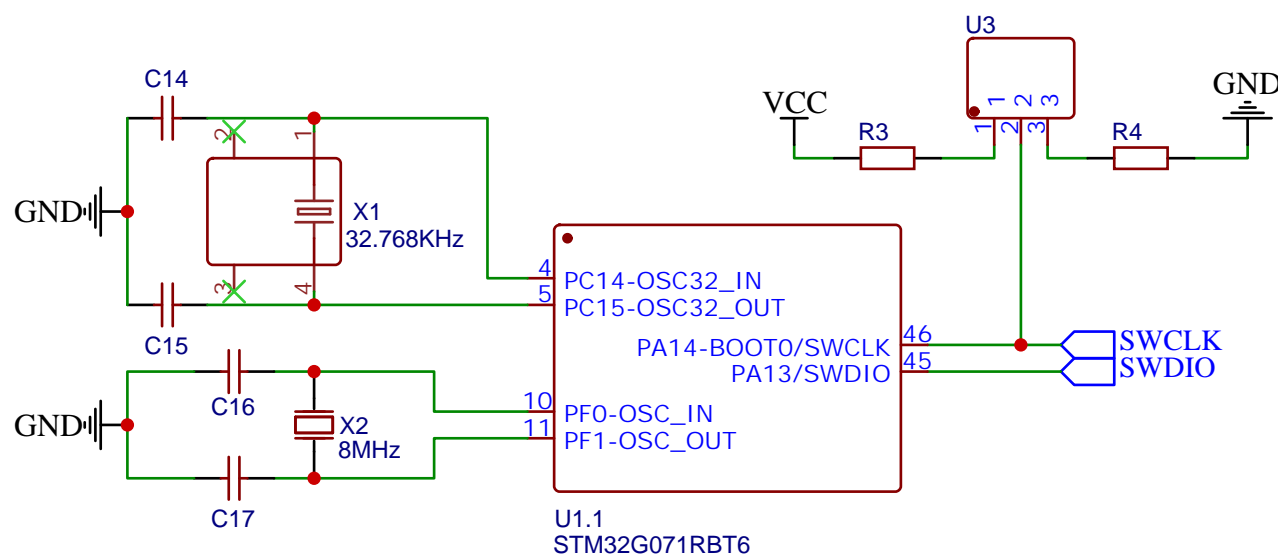 U3
1 2 3
1 2 3
VCC
GND
R3
R4
C14
2
1
GND
X1
32.768KHz
3
4
C15
4
PC14-OSC32_IN
5
PC15-OSC32_OUT
PA14-BOOT0/SWCLK
46
SWCLK
PA13/SWDIO
45
SWDIO
C16
GND
X2
8MHz
C17
10
PF0-OSC_IN
11
PF1-OSC_OUT
U1.1
STM32G071RBT6